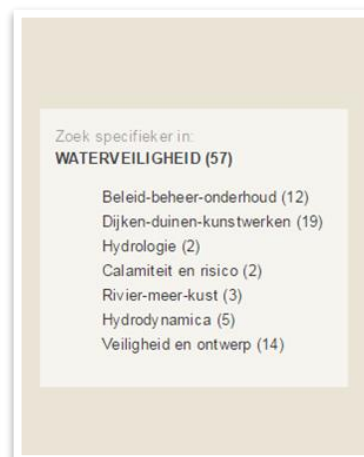 Zoek specifieker in:
WATERVEILIGHEID (57)
Beleid-beheer-onderhoud (12)
Dijken-duinen-kunstwerken (19)
Hydrologie (2)
Calamiteit en risico (2)
Rivier-meer-kust (3)
Hydrodynamica (5)
Veiligheid en ontwerp (14)